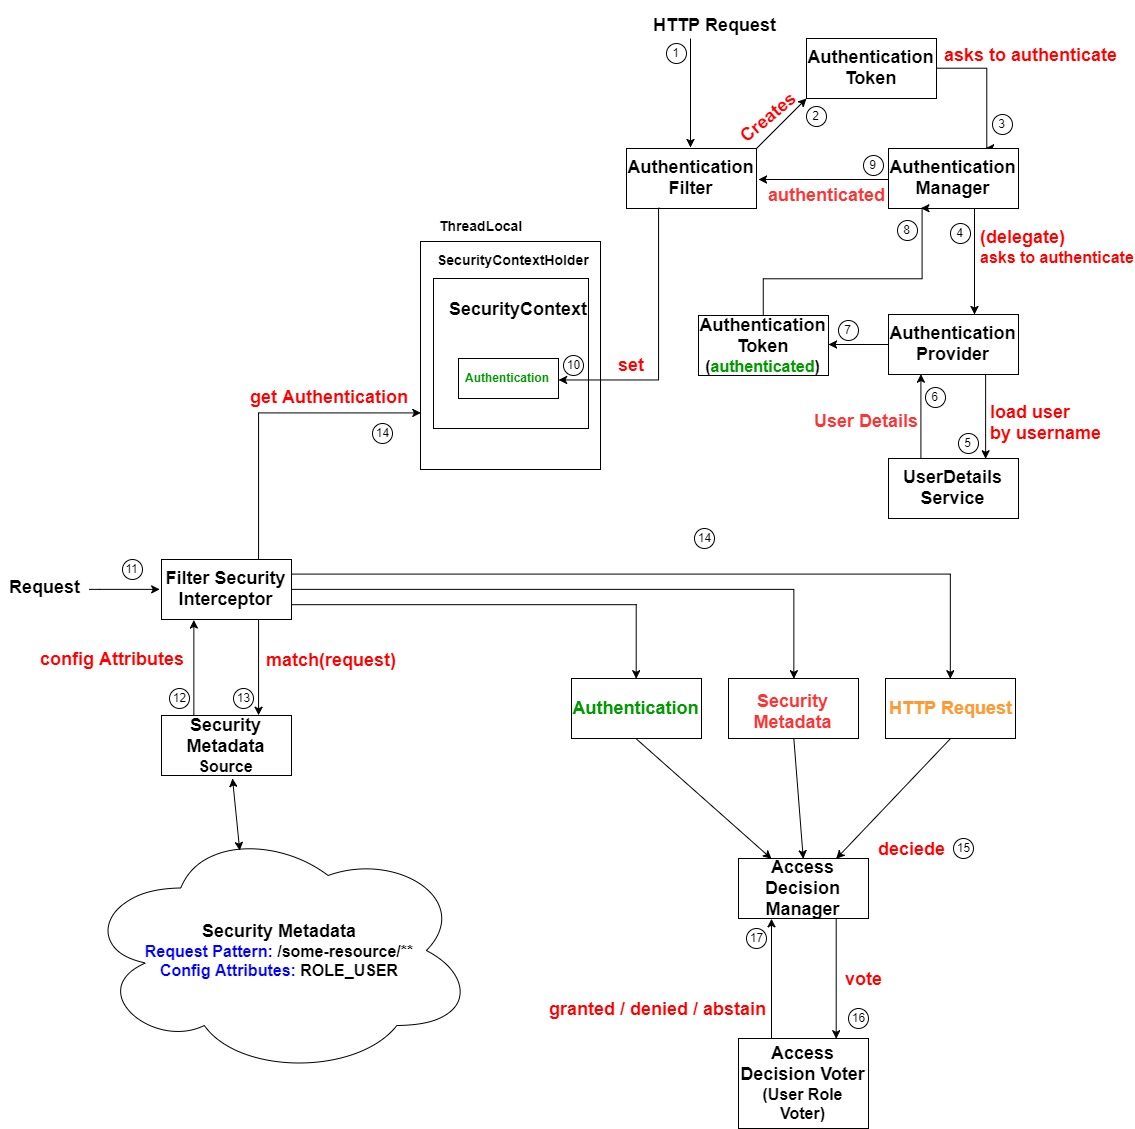 HTTP Request
1
Authentication
Token
asks to authenticate
Creates
2
3
Authentication
Filter
9
authenticated
Authentication
Manager
8
4
(delegate)
asks to authenticate
ThreadLocal
SecurityContextHolder
SecurityContext
Authentication
10
set
Authentication
Token
(authenticated)
7
Authentication
Provider
6
User Details
load user
by username
5
UserDetails
Service
get Authentication
14
14
Request
11
Filter Security
Interceptor
config Attributes
match(request)
12
13
Security
Metadada
Source
Authentication
Security
Metadada
HTTP Request
deciede
15
Access
Decision
Manager
Security Metadata
Request Pattern: /some-resource/**
Config Attributes: ROLE_USER
17
vote
granted / denied / abstain
16
Access
Decision Voter
(User Role
Voter)